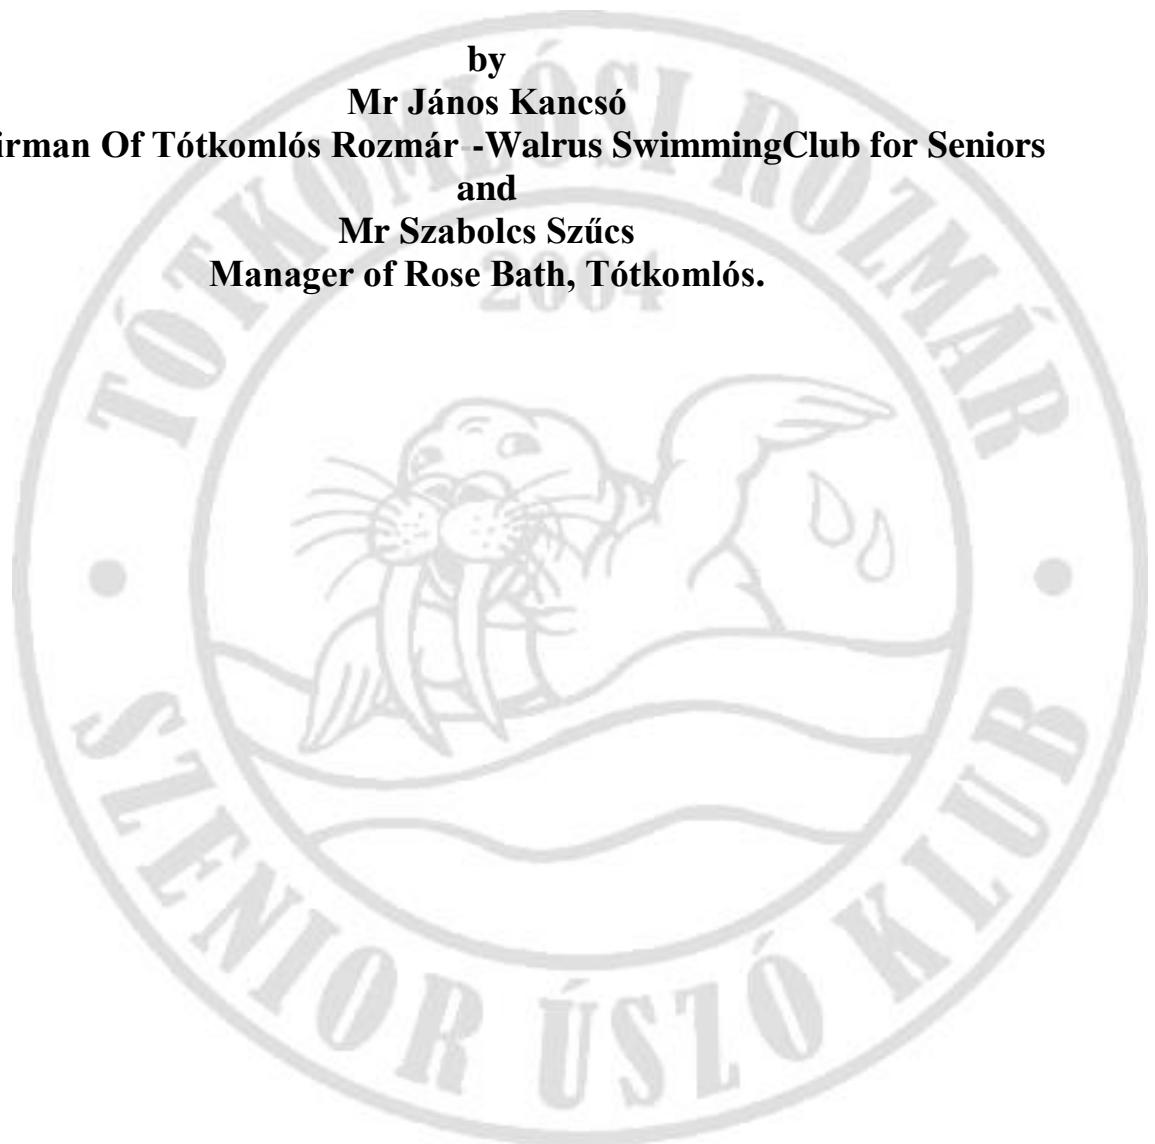 by
Mr János Kancsó
irman Of Tótkomlós Rozmár -Walrus SwimmingClub for Seniors
and
Mr Szabolcs Szűcs
Manager of Rose Bath, Tótkomlós.
TÓTKOMLÓSI ROZMÁR
2004
SZENIOR ÚSZÓ KLUB